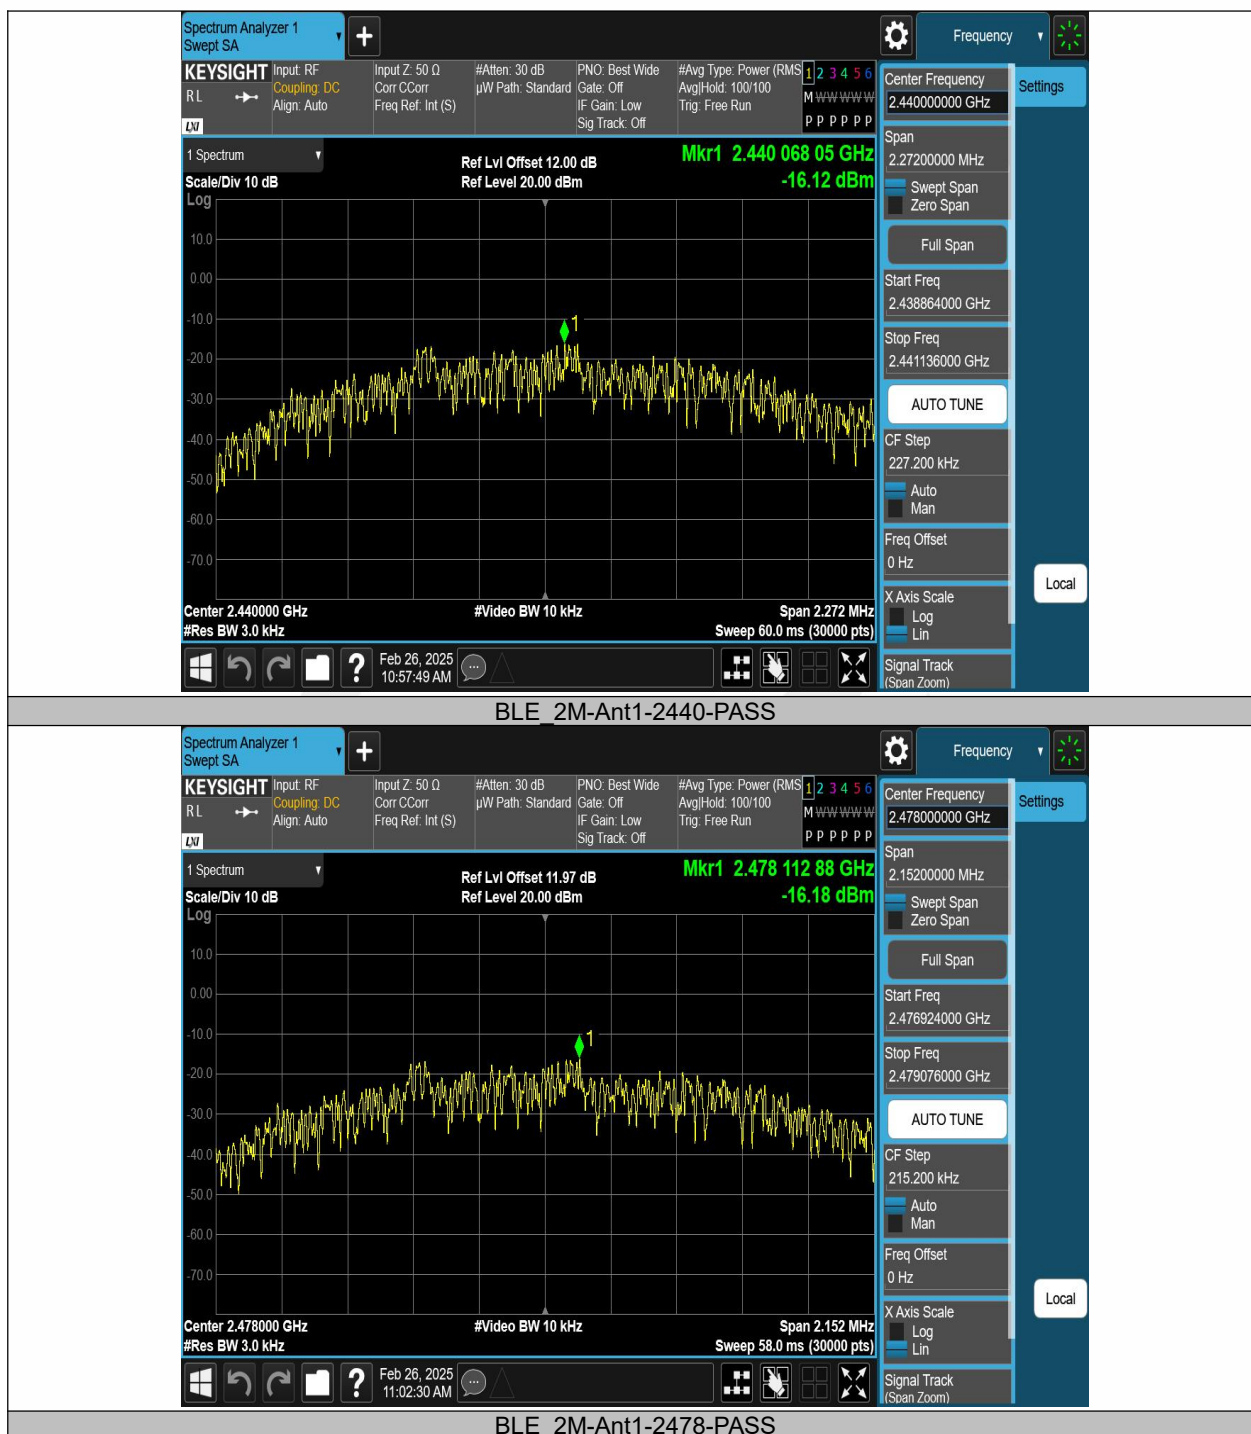 Spectrum Analyzer 1
Swept SA
+
Frequency
KEYSIGHT
RL
LXI
Input: RF
Coupling: DC
Align: Auto
Input Z: 50 Ω
Corr CCorr
Freq Ref: Int (S)
#Atten: 30 dB
µW Path: Standard
PNO: Best Wide
Gate: Off
IF Gain: Low
Sig Track: Off
#Avg Type: Power (RMS
Avg|Hold: 100/100
Trig: Free Run
1 2 3 4 5 6
M W W W W W
P P P P P P
1 Spectrum
Scale/Div 10 dB
Log
Ref Lvl Offset 12.00 dB
Ref Level 20.00 dBm
Mkr1 2.440 068 05 GHz
-16.12 dBm
10.0
0.00
-10.0
1
-20.0
-30.0
-40.0
-50.0
-60.0
-70.0
Center 2.440000 GHz
#Res BW 3.0 kHz
#Video BW 10 kHz
Span 2.272 MHz
Sweep 60.0 ms (30000 pts)
?
Feb 26, 2025
10:57:49 AM
Center Frequency
2.440000000 GHz
Settings
Span
2.27200000 MHz
Swept Span
Zero Span
Full Span
Start Freq
2.438864000 GHz
Stop Freq
2.441136000 GHz
AUTO TUNE
CF Step
227.200 kHz
Auto
Man
Freq Offset
0 Hz
X Axis Scale
Log
Lin
Local
Signal Track
(Span Zoom)
BLE_2M-Ant1-2440-PASS
Spectrum Analyzer 1
Swept SA
+
Frequency
KEYSIGHT
RL
LXI
Input: RF
Coupling: DC
Align: Auto
Input Z: 50 Ω
Corr CCorr
Freq Ref: Int (S)
#Atten: 30 dB
µW Path: Standard
PNO: Best Wide
Gate: Off
IF Gain: Low
Sig Track: Off
#Avg Type: Power (RMS
Avg|Hold: 100/100
Trig: Free Run
1 2 3 4 5 6
M W W W W W
P P P P P P
1 Spectrum
Scale/Div 10 dB
Log
Ref Lvl Offset 11.97 dB
Ref Level 20.00 dBm
Mkr1 2.478 112 88 GHz
-16.18 dBm
10.0
0.00
-10.0
1
-20.0
-30.0
-40.0
-50.0
-60.0
-70.0
Center 2.478000 GHz
#Res BW 3.0 kHz
#Video BW 10 kHz
Span 2.152 MHz
Sweep 58.0 ms (30000 pts)
?
Feb 26, 2025
11:02:30 AM
Center Frequency
2.478000000 GHz
Settings
Span
2.15200000 MHz
Swept Span
Zero Span
Full Span
Start Freq
2.476924000 GHz
Stop Freq
2.479076000 GHz
AUTO TUNE
CF Step
215.200 kHz
Auto
Man
Freq Offset
0 Hz
X Axis Scale
Log
Lin
Local
Signal Track
(Span Zoom)
BLE_2M-Ant1-2478-PASS